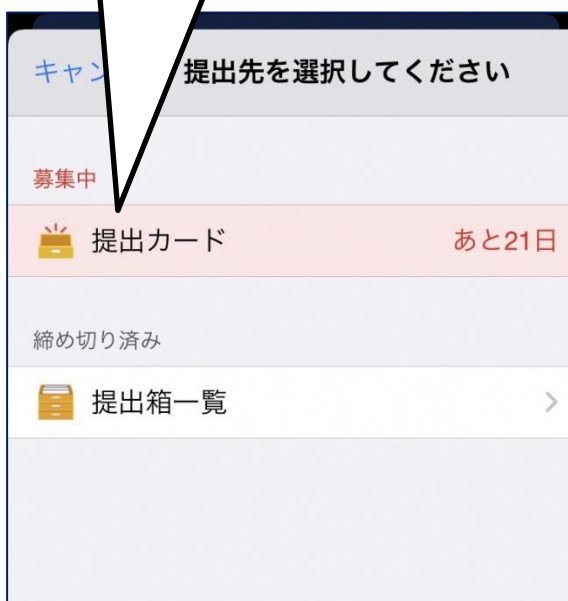 キャン
提出先を選択してください
募集中
提出カード
あと21日
締め切り済み
提出箱一覧